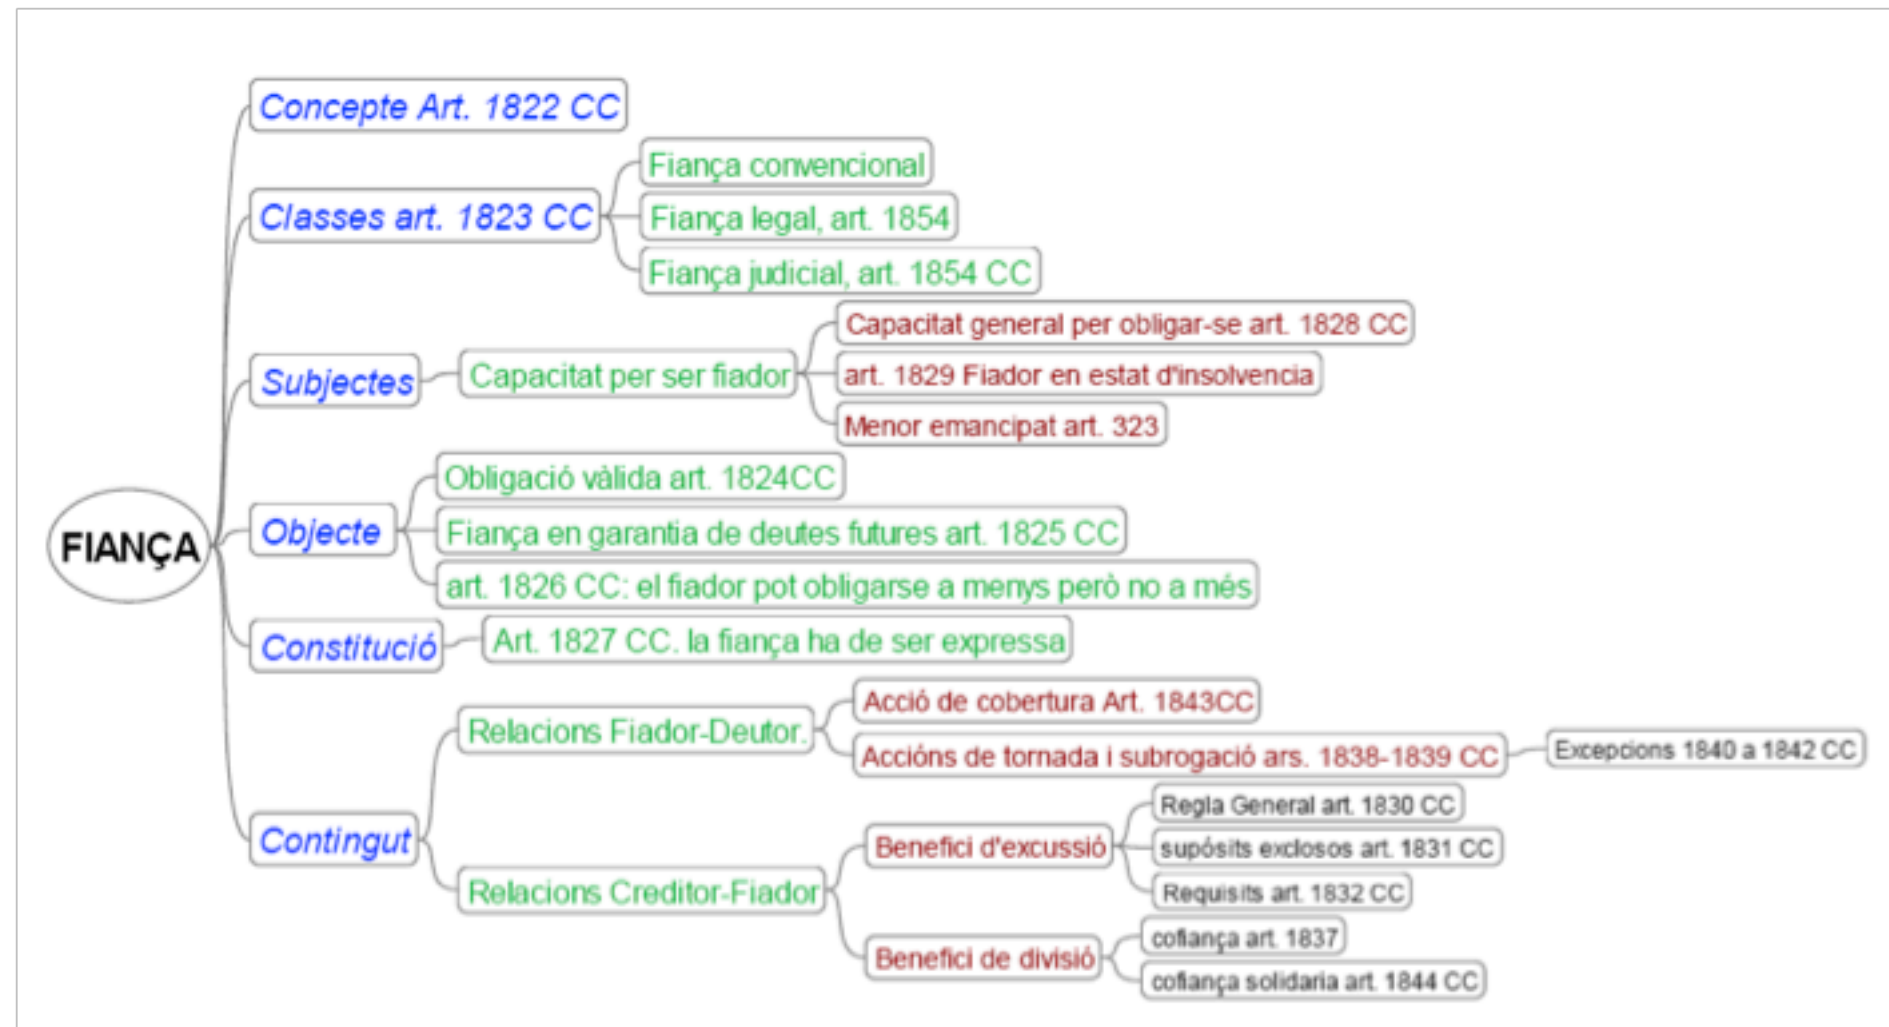 FIANÇA
Concepte Art. 1822 CC
Classes art. 1823 CC
Fiança convencional
Fiança legal, art. 1854
Fiança judicial, art. 1854 CC
Subjectes
Capacitat per ser fiador
Capacitat general per obligar-se art. 1828 CC
art. 1829 Fiador en estat d'insolvencia
Menor emancipat art. 323
Objecte
Obligació vàlida art. 1824CC
Fiança en garantia de deutes futures art. 1825 CC
art. 1826 CC: el fiador pot obligarse a menys però no a més
Constitució
Art. 1827 CC. la fiança ha de ser expressa
Contingut
Relacions Fiador-Deutor.
Acció de cobertura Art. 1843CC
Accións de tornada i subrogació ars. 1838-1839 CC
Excepcions 1840 a 1842 CC
Relacions Creditor-Fiador
Benefici d'excussió
Regla General art. 1830 CC
supósits exclosos art. 1831 CC
Requisits art. 1832 CC
Benefici de divisió
cofiança art. 1837
cofiança solidaria art. 1844 CC